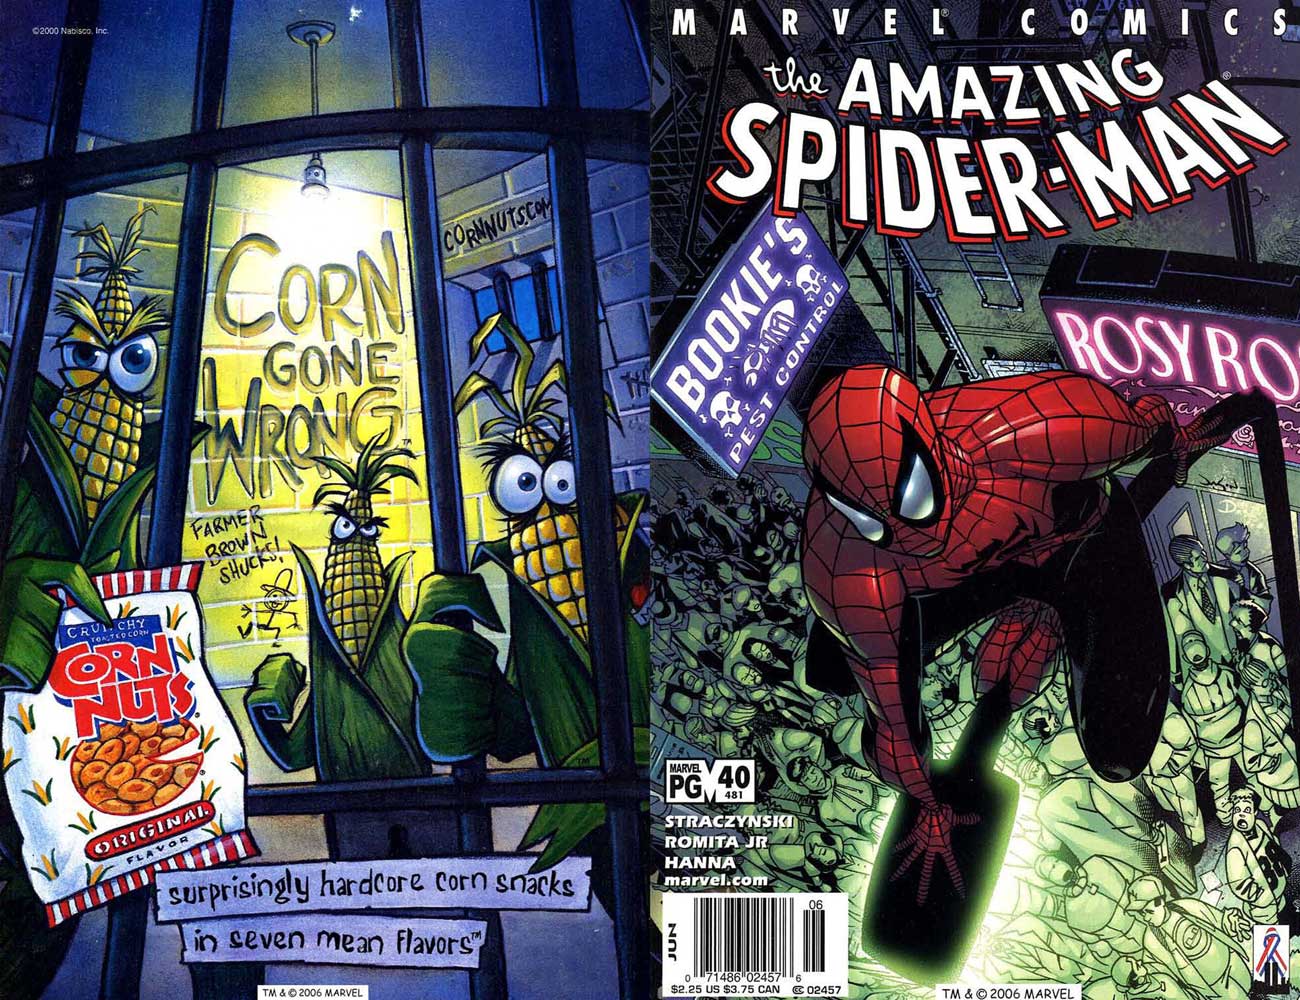 ©2000 Nabisco, Inc.
CORNNUTS.COM
CORN
GONE
WRONG™
FARMER
BROWN
SHUCKS!
CRUNCHY
TOASTED CORN
CORN
NUTS®
ORIGINAL
FLAVOR
surprisingly hardcore corn snacks
in seven mean flavors™
TM & © 2006 MARVEL
MARVEL® COMICS
the AMAZING
SPIDER-MAN®
BOOKIE'S
PEST CONTROL
ROSY RO
MARVEL
PG
40
481
STRACZYNSKI
ROMITA JR
HANNA
marvel.com
JUN
06
0 71486 02457 6
$2.25 US $3.75 CAN
02457
TM & © 2006 MARVEL